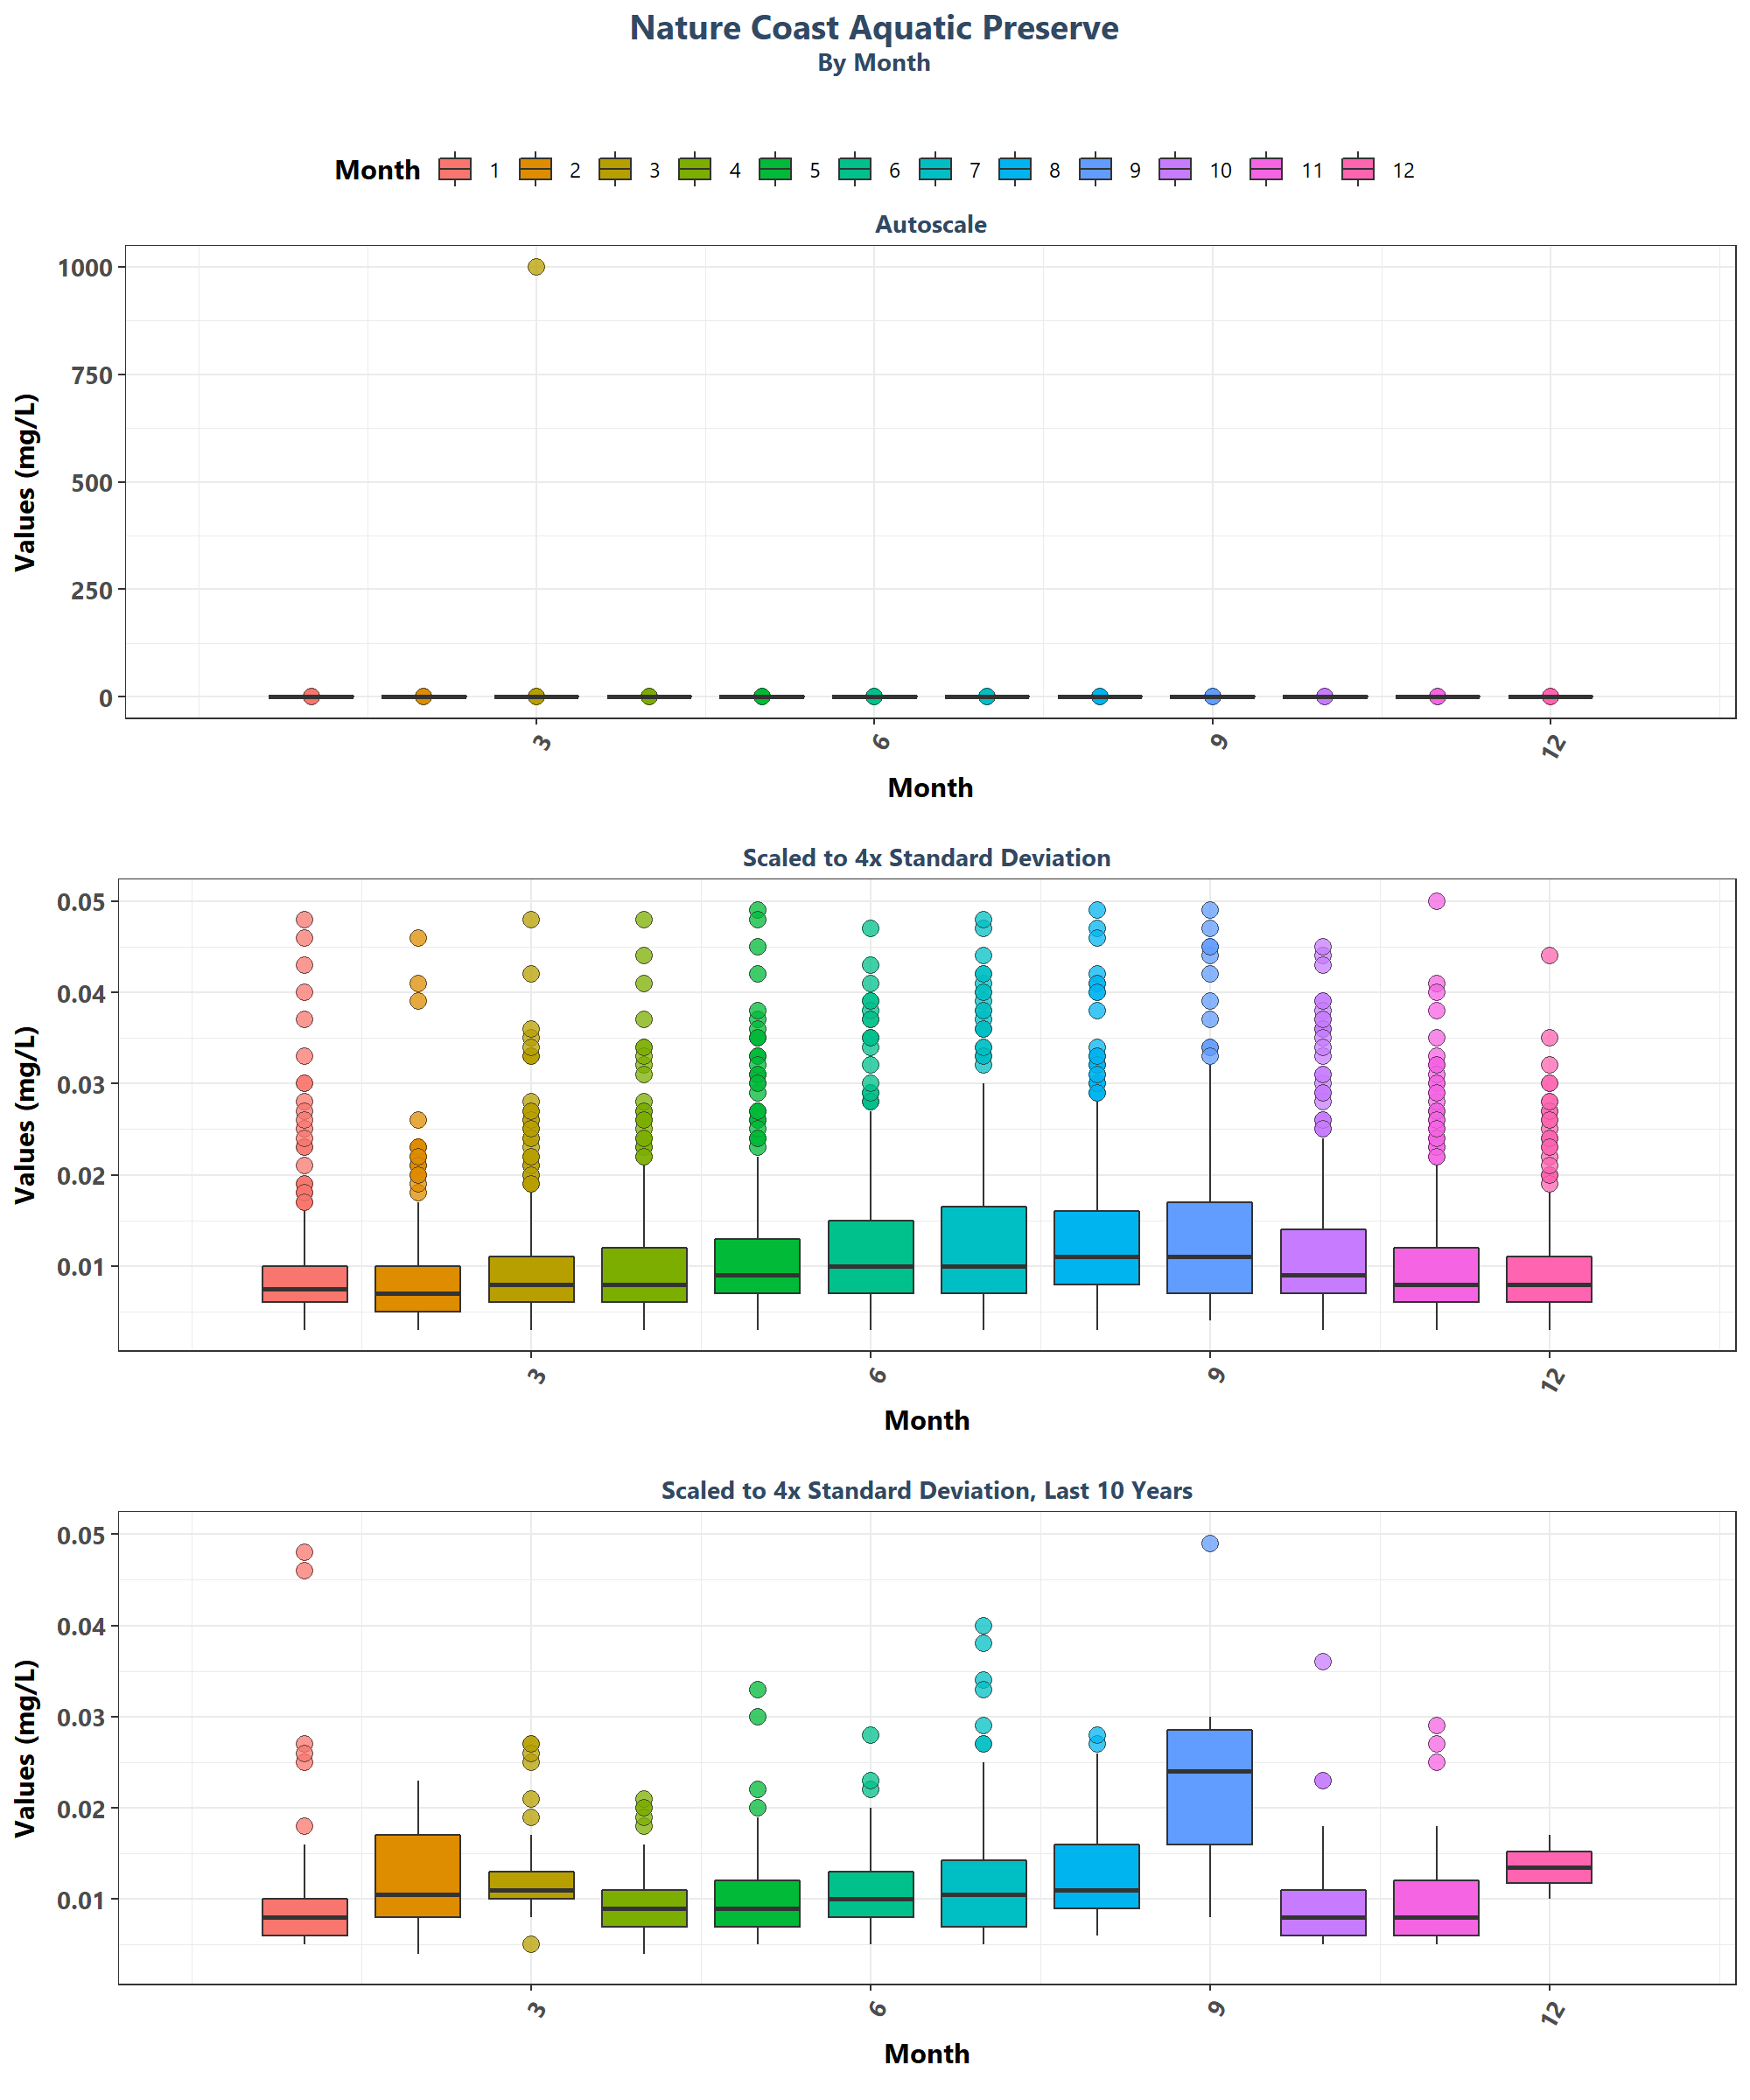 Nature Coast Aquatic Preserve
By Month
Month 1 2 3 4 5 6 7 8 9 10 11 12
Autoscale
Values (mg/L)
1000
750
500
250
0
3 6 9 12
Month
Scaled to 4x Standard Deviation
Values (mg/L)
0.05
0.04
0.03
0.02
0.01
3 6 9 12
Month
Scaled to 4x Standard Deviation, Last 10 Years
Values (mg/L)
0.05
0.04
0.03
0.02
0.01
3 6 9 12
Month